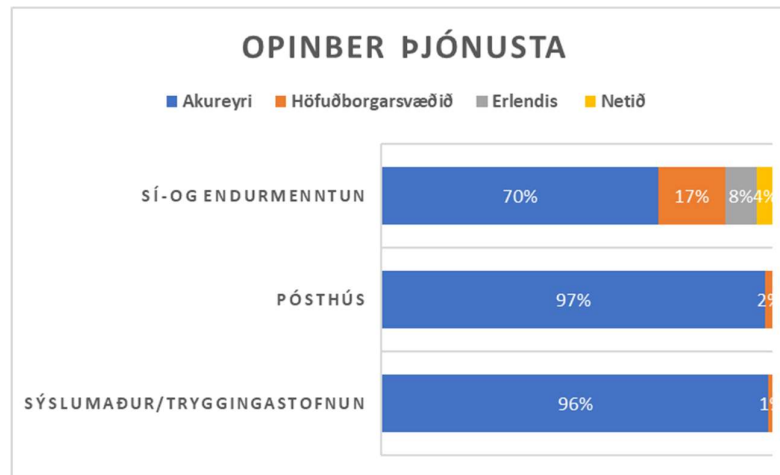 OPINBER ÞJÓNUSTA
Akureyri Höfuðborgarsvæðið Erlendis Netið
SÍ-OG ENDURMENNTUN 70% 17% 8% 4%
PÓSTHÚS 97% 2%
SÝSLUMAÐUR/TRYGGINGASTOFNUN 96% 1%